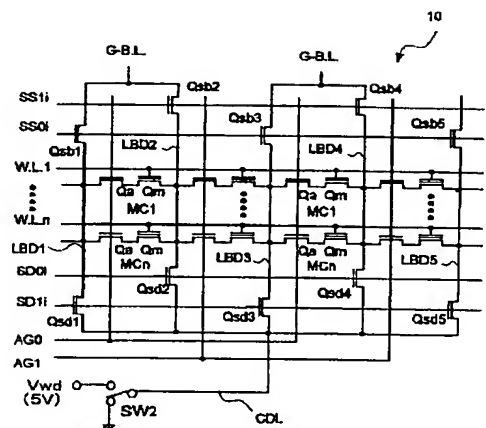 10
G-B.L. G-B.L.
SS1i Qsb2 Qsb4
SS0i Qsb1 Qsb3 Qsb5
LBD2 LBD4
W.L.1
Qa Qm Qa Qm
MC1 MC1
W.L.n
Qa Qm Qa Qm
LBD1 MCn LBD3 MCn LBD5
SD0i Qsd2 Qsd4
SD1i
Qsd1 Qsd3 Qsd5
AG0
AG1
Vwd
(5V)
SW2 CDL